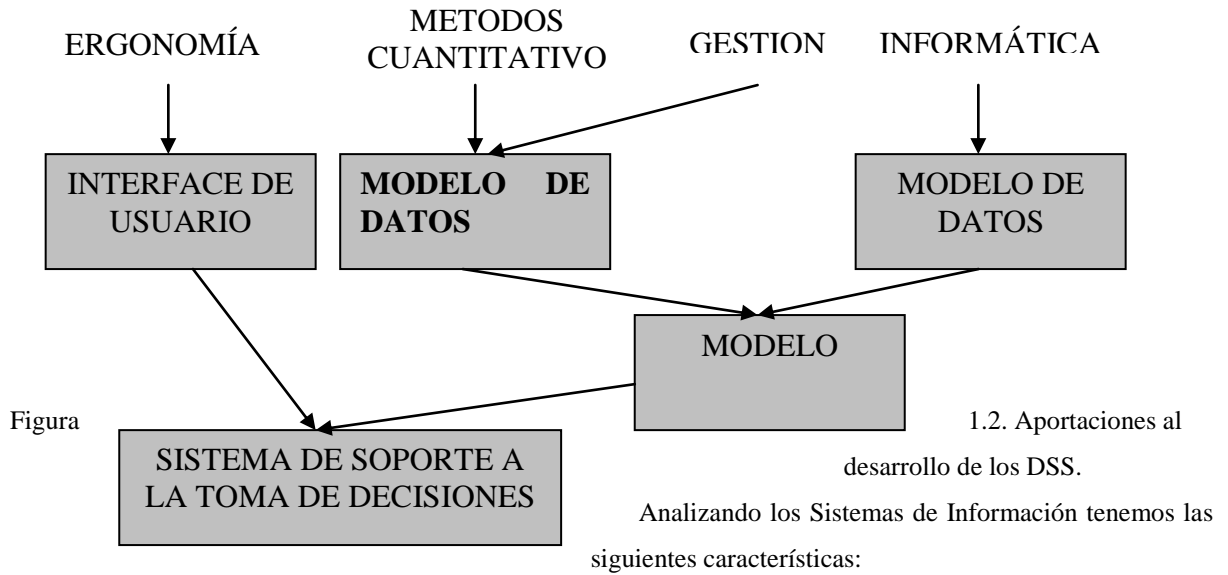 ERGONOMÍA
METODOS
CUANTITATIVO
GESTION
INFORMÁTICA
INTERFACE DE
USUARIO
MODELO DE
DATOS
MODELO DE
DATOS
MODELO
SISTEMA DE SOPORTE A
LA TOMA DE DECISIONES
Figura 1.2. Aportaciones al
desarrollo de los DSS.
Analizando los Sistemas de Información tenemos las
siguientes características: